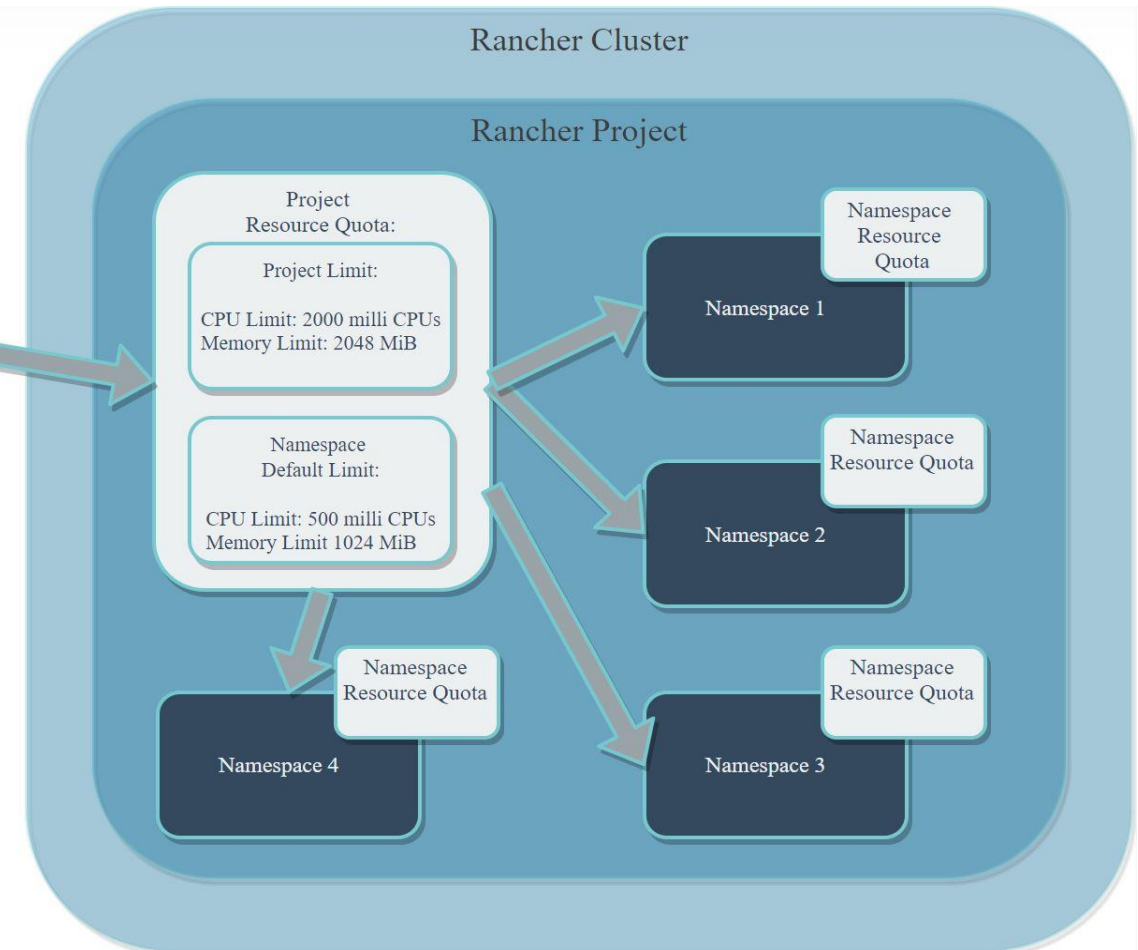 Rancher Cluster
Rancher Project
Project
Resource Quota:
Project Limit:
CPU Limit: 2000 milli CPUs
Memory Limit: 2048 MiB
Namespace
Default Limit:
CPU Limit: 500 milli CPUs
Memory Limit 1024 MiB
Namespace
Resource
Quota
Namespace 1
Namespace
Resource Quota
Namespace 2
Namespace
Resource Quota
Namespace 3
Namespace
Resource Quota
Namespace 4